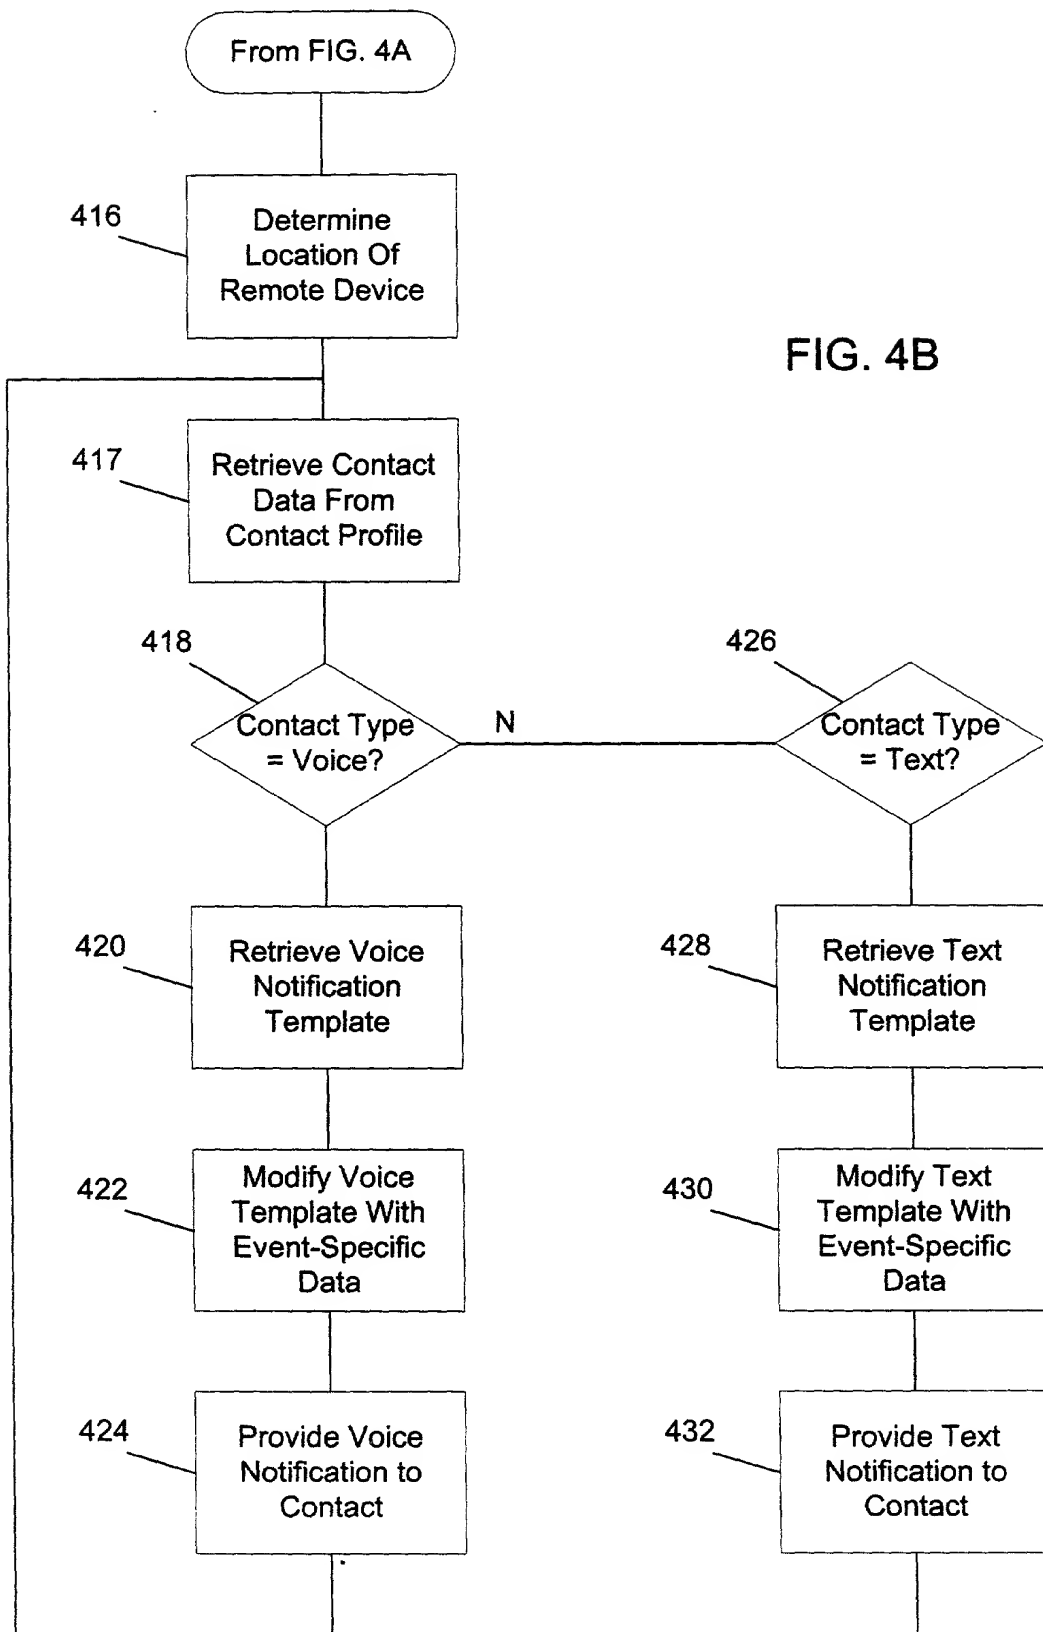 From FIG. 4A
416
Determine
Location Of
Remote Device
FIG. 4B
417
Retrieve Contact
Data From
Contact Profile
418
Contact Type
= Voice?
N
426
Contact Type
= Text?
420
Retrieve Voice
Notification
Template
428
Retrieve Text
Notification
Template
422
Modify Voice
Template With
Event-Specific
Data
430
Modify Text
Template With
Event-Specific
Data
424
Provide Voice
Notification to
Contact
432
Provide Text
Notification to
Contact